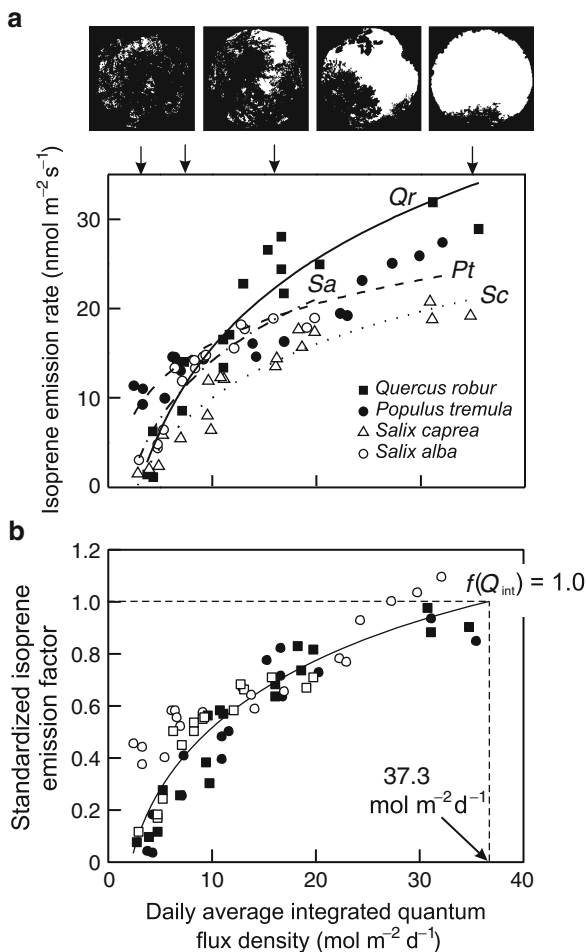 a
Isoprene emission rate (nmol m⁻² s⁻¹)
30
20
10
0
Qr
Sa
Pt
Sc
Quercus robur
Populus tremula
Salix caprea
Salix alba
b
Standardized isoprene
emission factor
1.2
1.0
0.8
0.6
0.4
0.2
0
f(Q_int) = 1.0
37.3
mol m⁻² d⁻¹
0 10 20 30 40
Daily average integrated quantum
flux density (mol m⁻² d⁻¹)